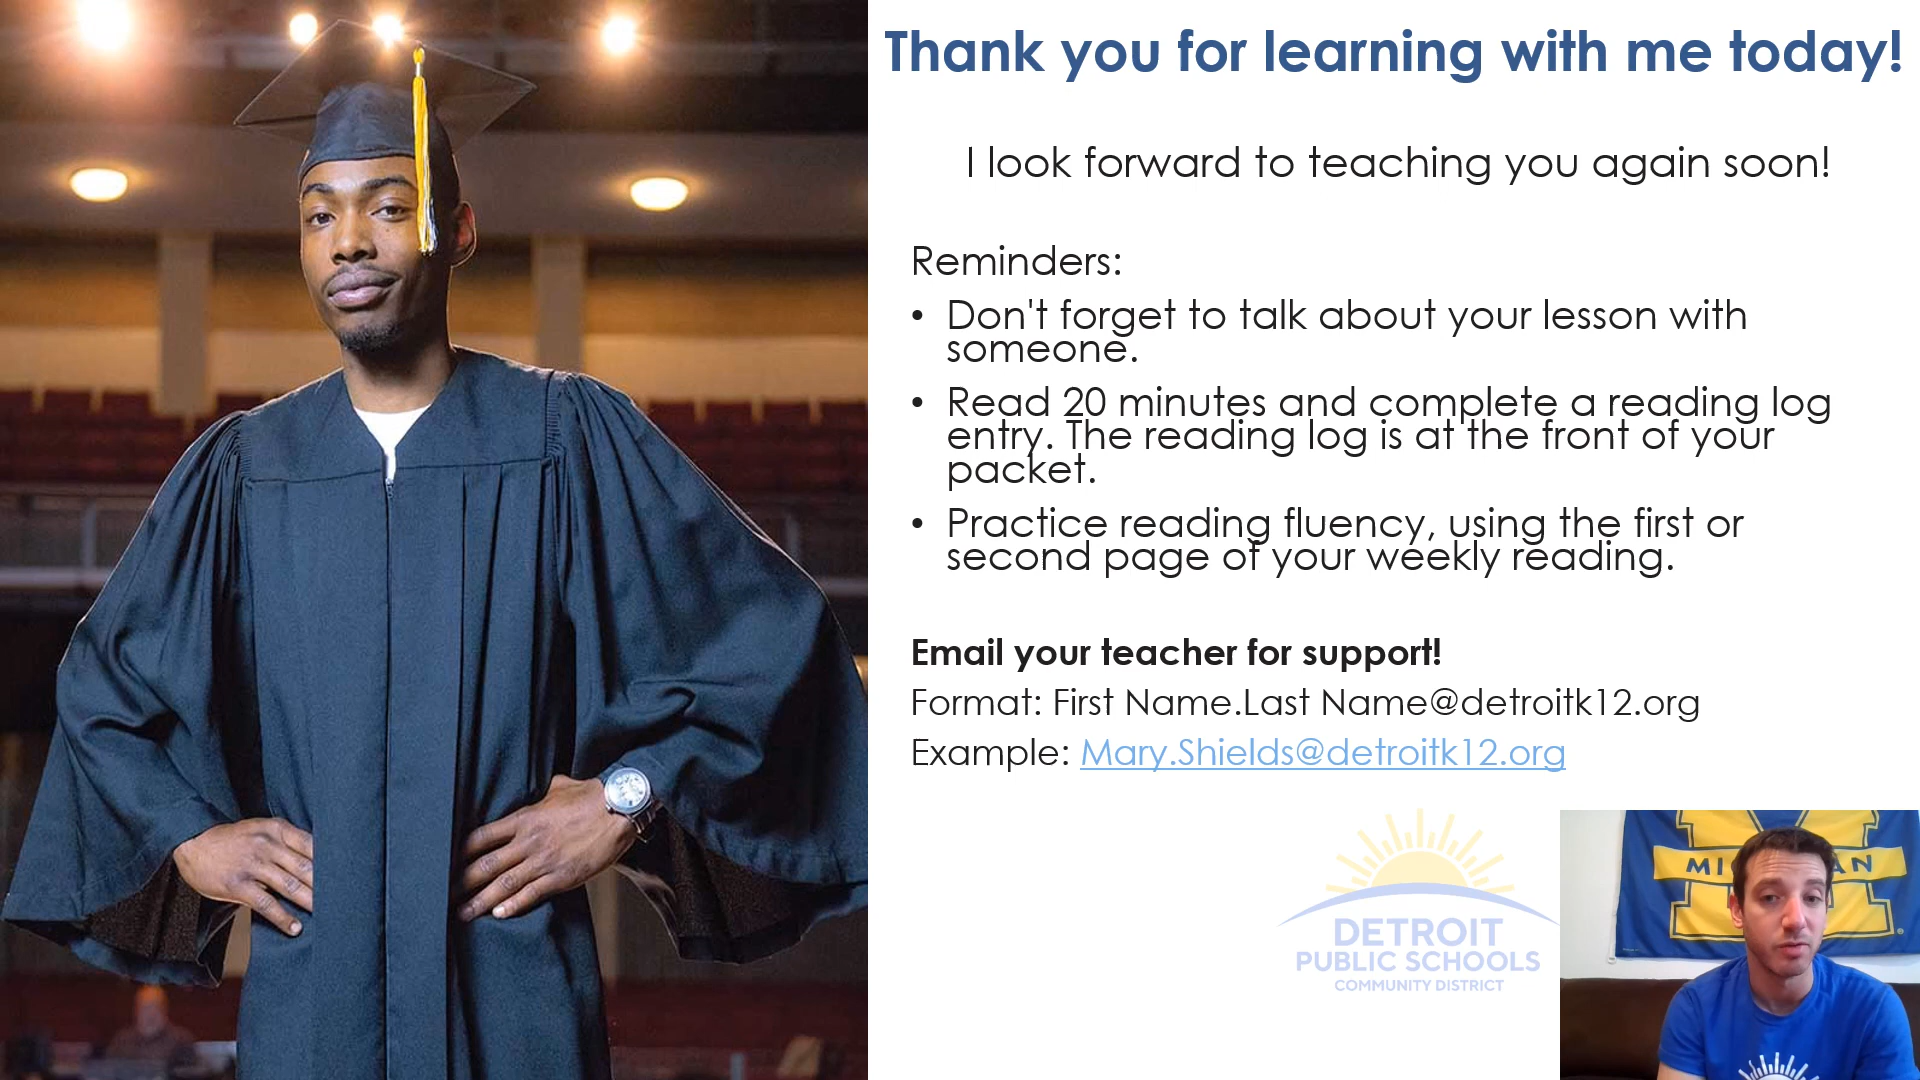 Thank you for learning with me today!
I look forward to teaching you again soon!
Reminders:
• Don't forget to talk about your lesson with
someone.
• Read 20 minutes and complete a reading log
entry. The reading log is at the front of your
packet.
• Practice reading fluency, using the first or
second page of your weekly reading.
Email your teacher for support!
Format: First Name.Last Name@detroitk12.org
Example: Mary.Shields@detroitk12.org
DETROIT
PUBLIC SCHOOLS
COMMUNITY DISTRICT